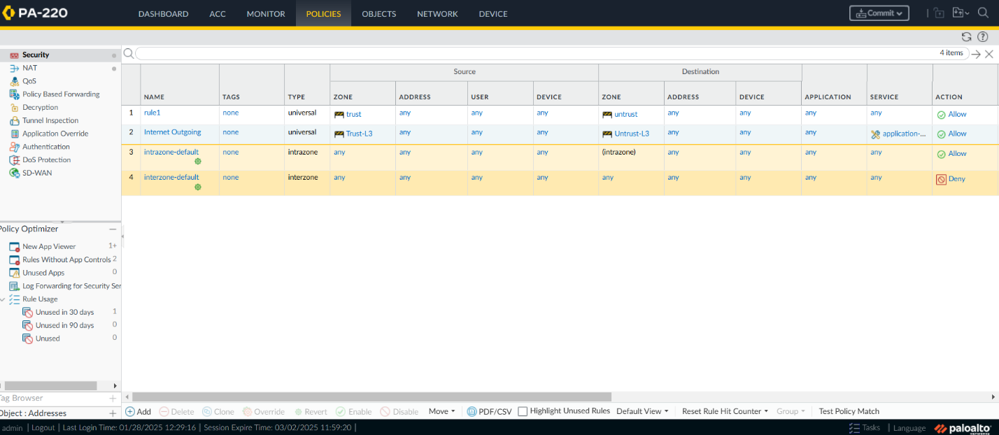 PA-220 DASHBOARD ACC MONITOR POLICIES OBJECTS NETWORK DEVICE Commit
Security
NAT
QoS
Policy Based Forwarding
Decryption
Tunnel Inspection
Application Override
Authentication
DoS Protection
SD-WAN
Policy Optimizer
New App Viewer 1+
Rules Without App Controls 2
Unused Apps 0
Log Forwarding for Security Ser
Rule Usage
Unused in 30 days 1
Unused in 90 days 0
Unused 0
Tag Browser
Object : Addresses
4 items
Source Destination
NAME TAGS TYPE ZONE ADDRESS USER DEVICE ZONE ADDRESS DEVICE APPLICATION SERVICE ACTION
1 rule1 none universal trust any any any untrust any any any any Allow
2 Internet Outgoing none universal Trust-L3 any any any Untrust-L3 any any any application-... Allow
3 intrazone-default none intrazone any any any any (intrazone) any any any any Allow
4 interzone-default none interzone any any any any any any any any any Deny
Add Delete Clone Override Revert Enable Disable Move PDF/CSV Highlight Unused Rules Default View Reset Rule Hit Counter Group Test Policy Match
admin | Logout | Last Login Time: 01/28/2025 12:29:16 | Session Expire Time: 03/02/2025 11:59:20 | Tasks | Language paloalto
NETWORKS